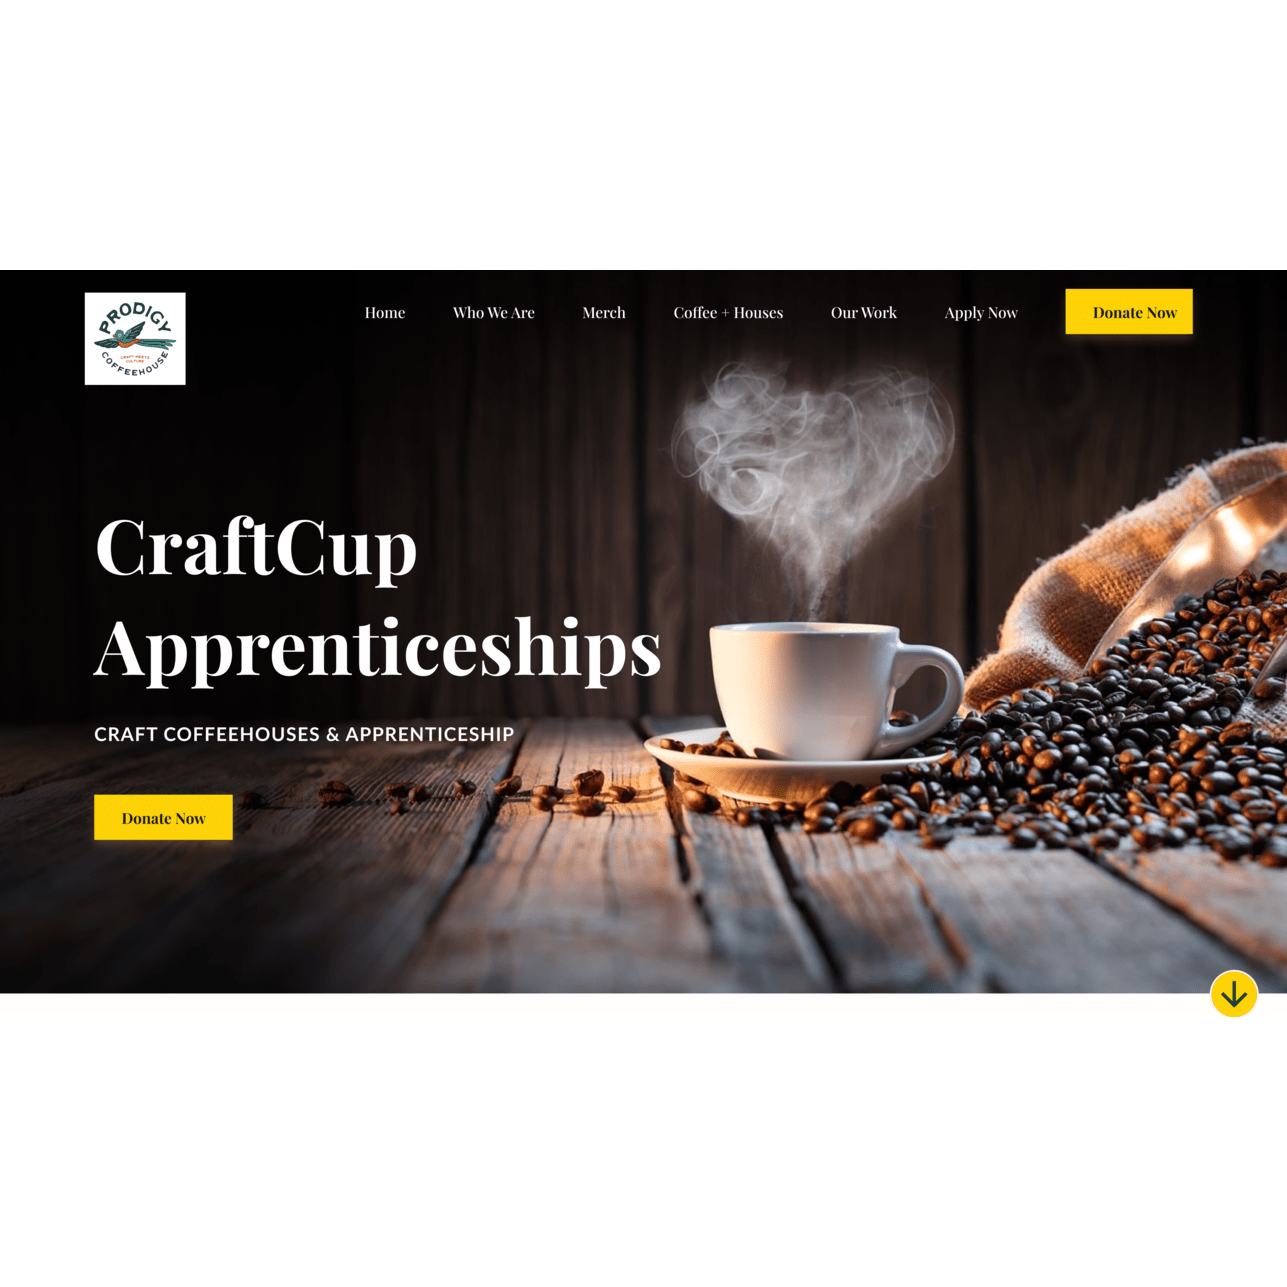 PRODIGY
CRAFT MEETS
CULTURE
COFFEEHOUSE
Home
Who We Are
Merch
Coffee + Houses
Our Work
Apply Now
Donate Now
CraftCup
Apprenticeships
CRAFT COFFEEHOUSES & APPRENTICESHIP
Donate Now